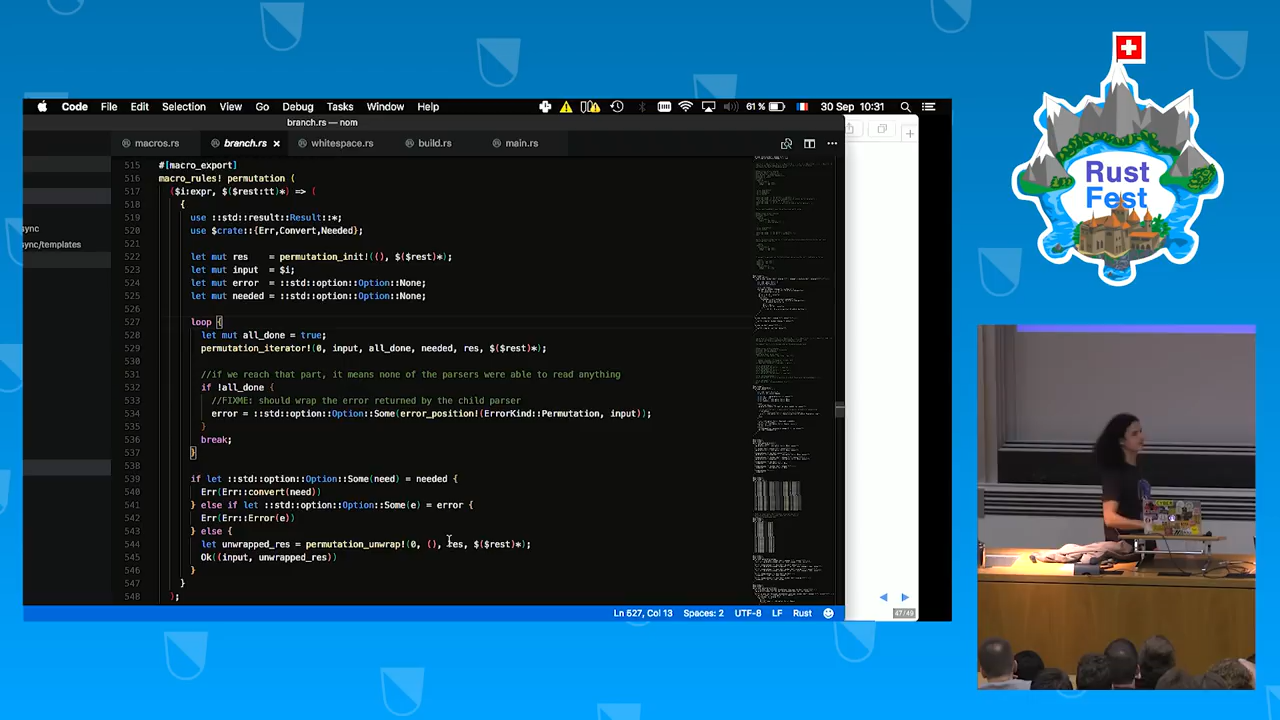 Code File Edit Selection View Go Debug Tasks Window Help 61 % 30 Sep 10:31
branch.rs — nom
macros.rs branch.rs whitespace.rs build.rs main.rs
ync
ync/templates
515 #[macro_export]
516 macro_rules! permutation (
517 ($i:expr, $($rest:tt)*) => (
518 {
519 use ::std::result::Result::*;
520 use $crate::{Err,Convert,Needed};
521
522 let mut res = permutation_init!((), $($rest)*);
523 let mut input = $i;
524 let mut error = ::std::option::Option::None;
525 let mut needed = ::std::option::Option::None;
526
527 loop {
528 let mut all_done = true;
529 permutation_iterator!(0, input, all_done, needed, res, $($rest)*);
530
531 //if we reach that part, it means none of the parsers were able to read anything
532 if !all_done {
533 //FIXME: should wrap the error returned by the child parser
534 error = ::std::option::Option::Some(error_position!(ErrorKind::Permutation, input));
535 }
536 break;
537 }
538
539 if let ::std::option::Option::Some(need) = needed {
540 Err(Err::convert(need))
541 } else if let ::std::option::Option::Some(e) = error {
542 Err(Err::Error(e))
543 } else {
544 let unwrapped_res = permutation_unwrap!(0, (), res, $($rest)*);
545 Ok((input, unwrapped_res))
546 }
547 }
548 );
Ln 527, Col 13 Spaces: 2 UTF-8 LF Rust
47/49
Rust
Fest